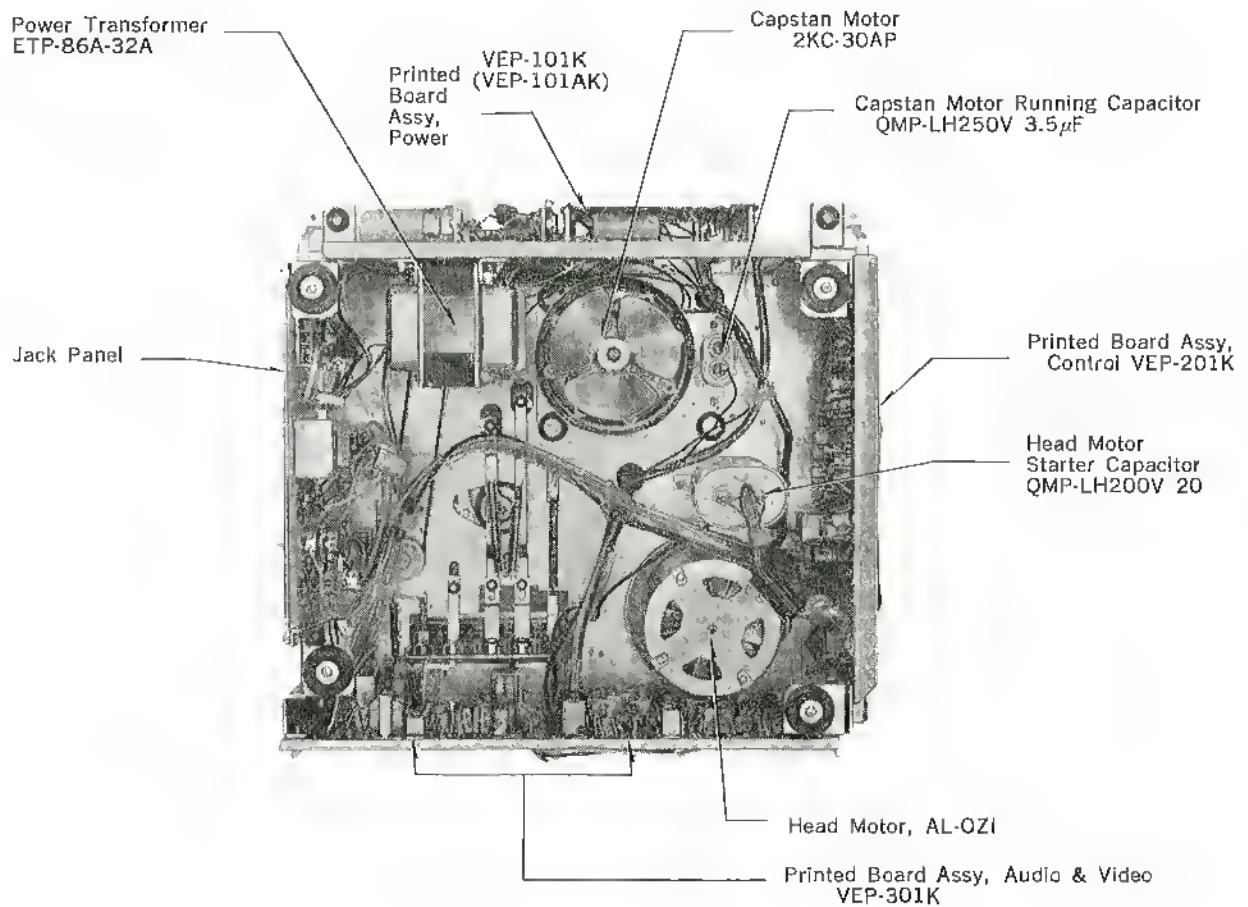 Power Transformer
ETP-86A-32A
Capstan Motor
2KC-30AP
VEP-101K
(VEP-101AK)
Printed
Board
Assy,
Power
Capstan Motor Running Capacitor
QMP-LH250V 3.5μF
Jack Panel
Printed Board Assy,
Control VEP-201K
Head Motor
Starter Capacitor
QMP-LH200V 20
Head Motor, AL-OZI
Printed Board Assy, Audio & Video
VEP-301K